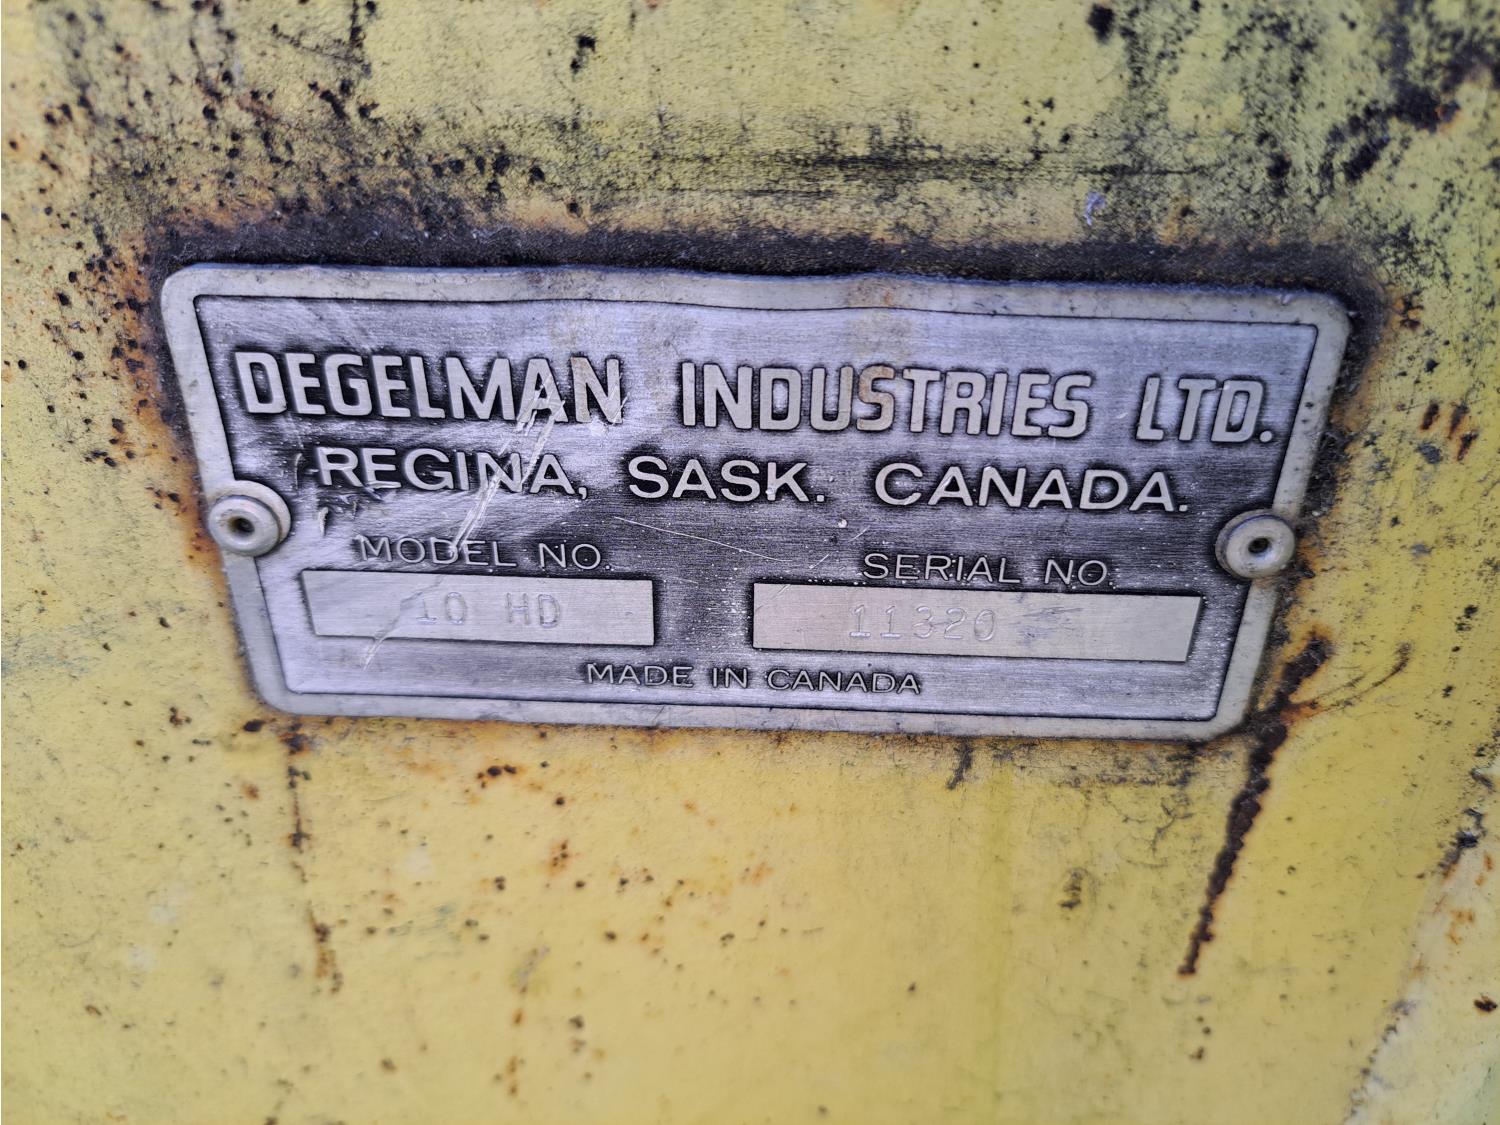 DEGELMAN INDUSTRIES LTD.
REGINA, SASK. CANADA.
MODEL NO. SERIAL NO.
10 HD 11320
MADE IN CANADA